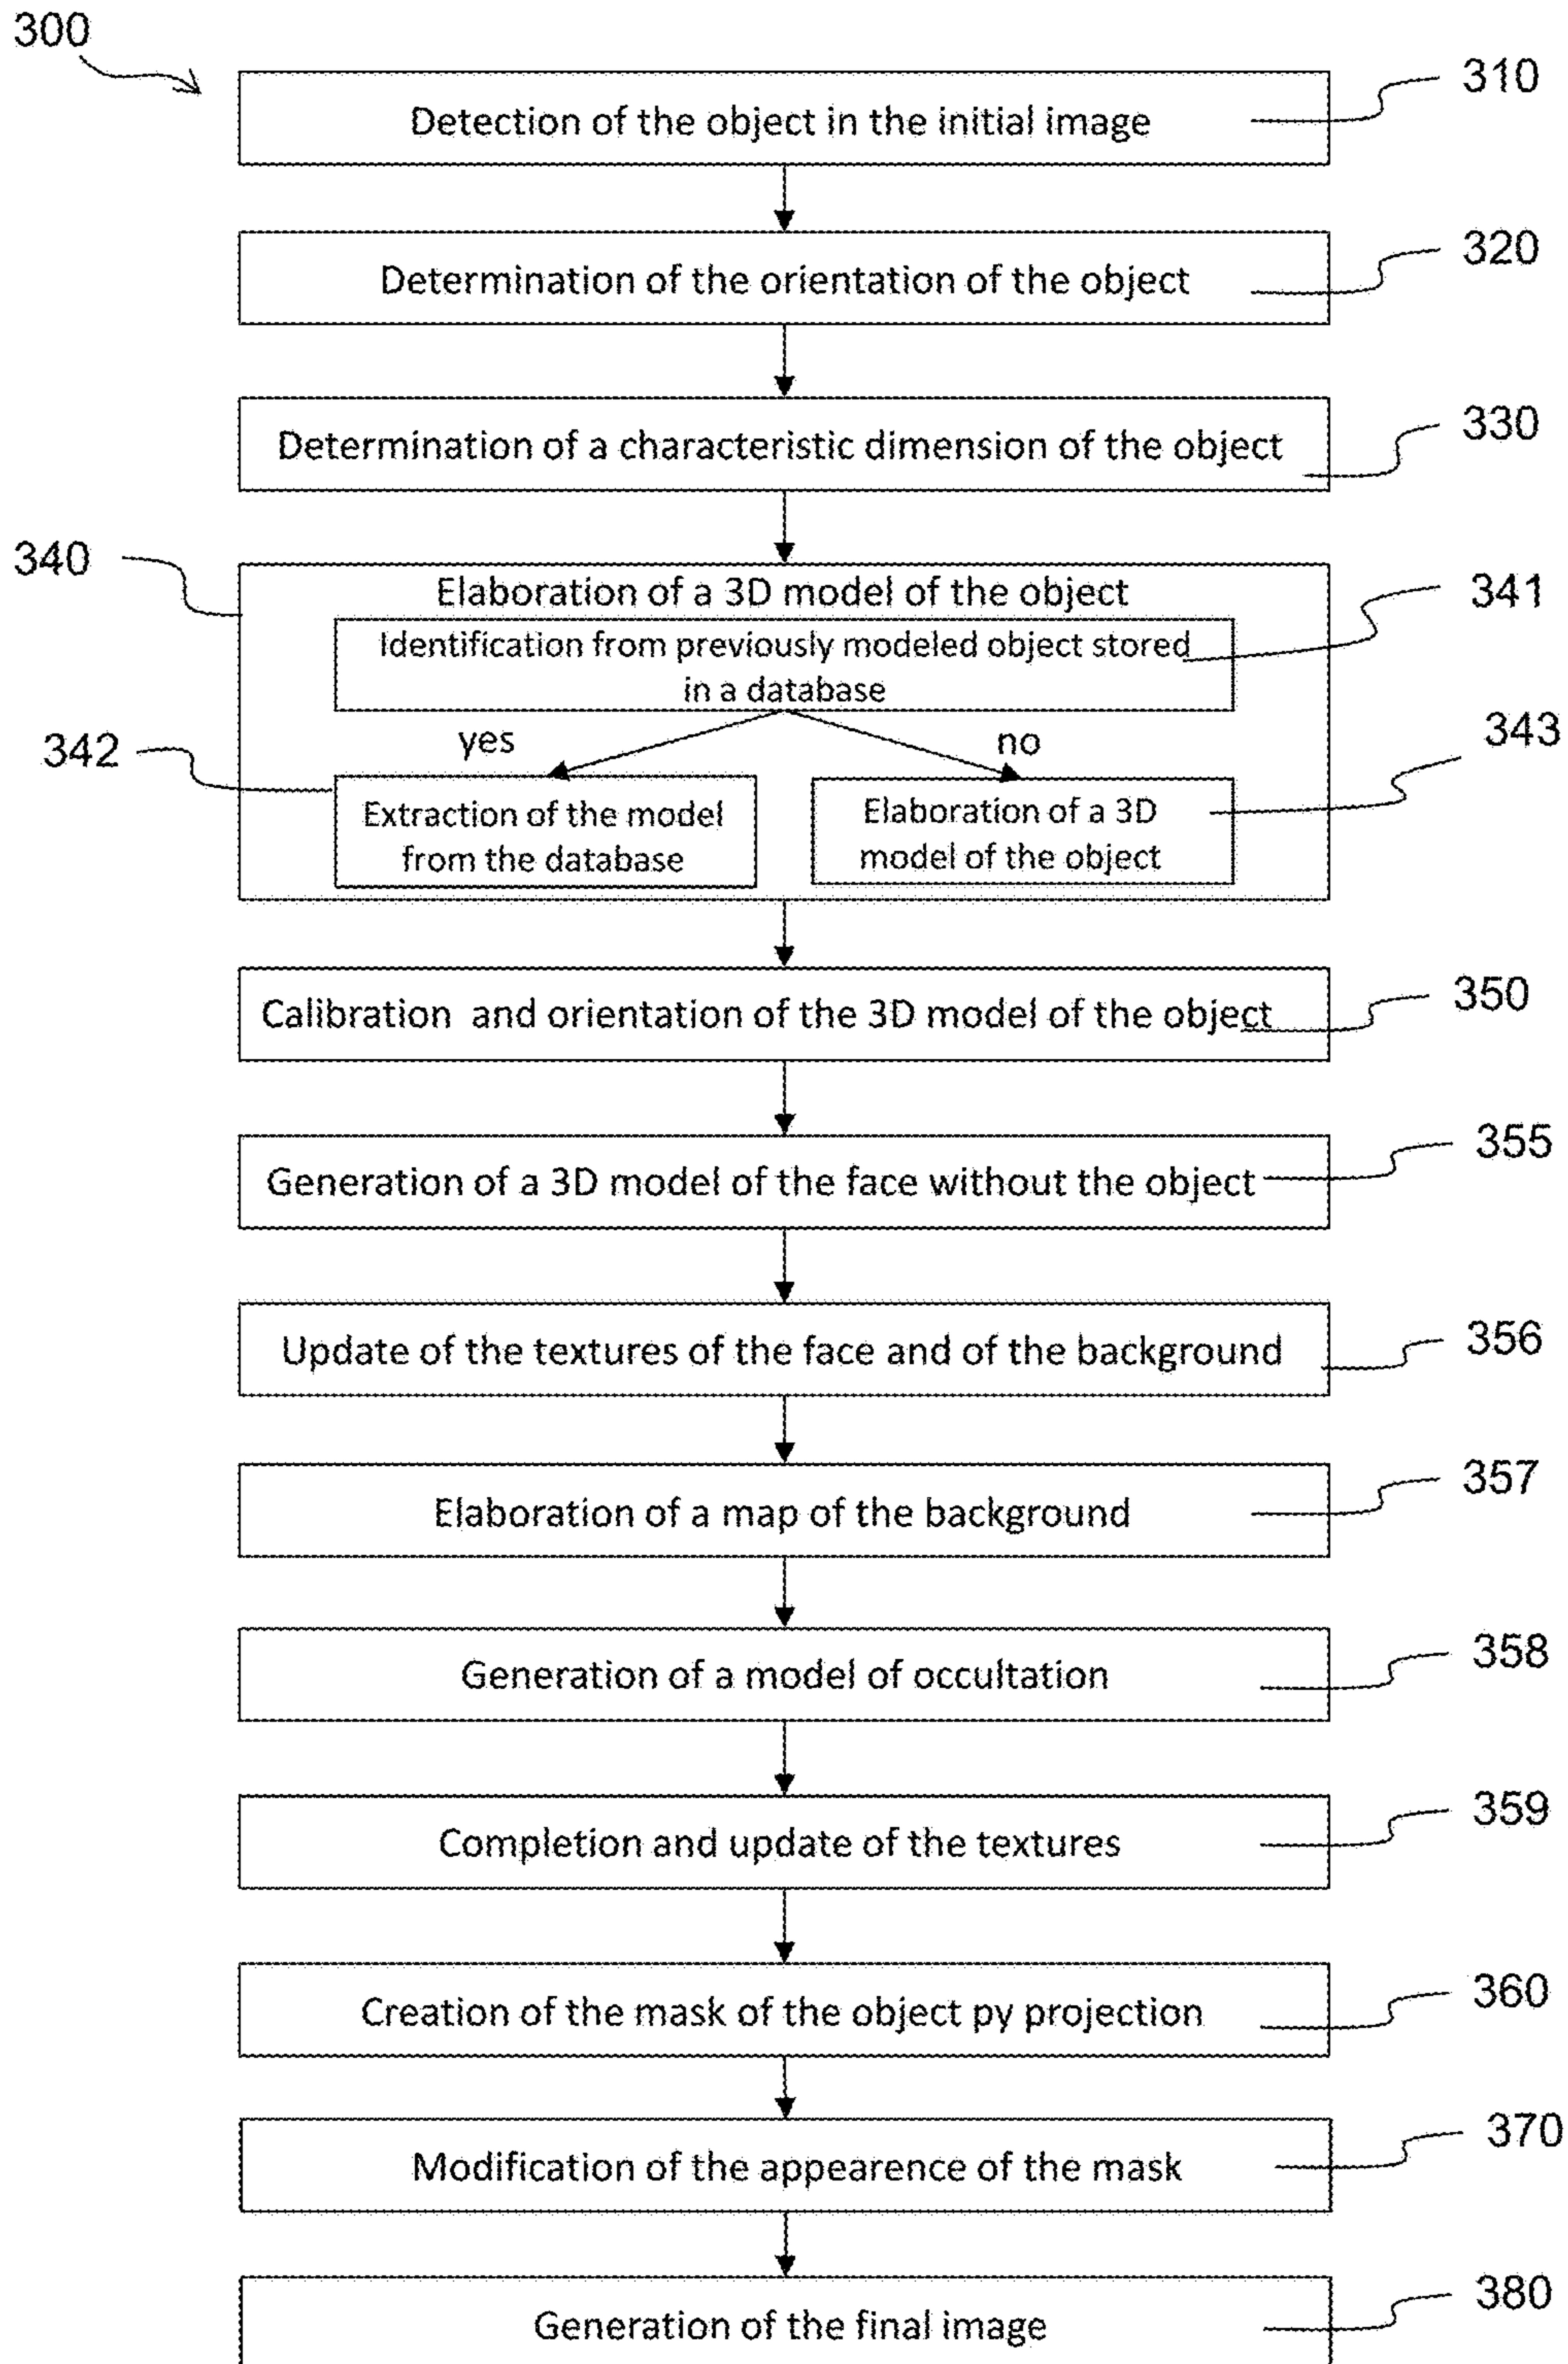 300
Detection of the object in the initial image
310
Determination of the orientation of the object
320
Determination of a characteristic dimension of the object
330
340
Elaboration of a 3D model of the object
Identification from previously modeled object stored
in a database
341
yes
no
342
343
Extraction of the model
from the database
Elaboration of a 3D
model of the object
Calibration and orientation of the 3D model of the object
350
Generation of a 3D model of the face without the object
355
Update of the textures of the face and of the background
356
Elaboration of a map of the background
357
Generation of a model of occultation
358
Completion and update of the textures
359
Creation of the mask of the object py projection
360
Modification of the appearence of the mask
370
Generation of the final image
380